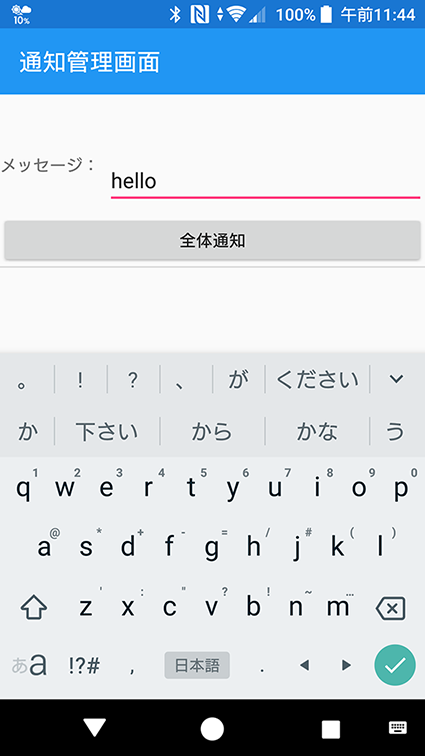 10% 100% 午前11:44
通知管理画面
メッセージ：
hello
全体通知
。 ! ? 、 が ください
か 下さい から かな う
1 2 3 4 5 6 7 8 9 0
q w e r t y u i o p
@ * + - = / # ( )
a s d f g h j k l
' : " ? ! ~ …
z x c v b n m
あa !?# , 日本語 .